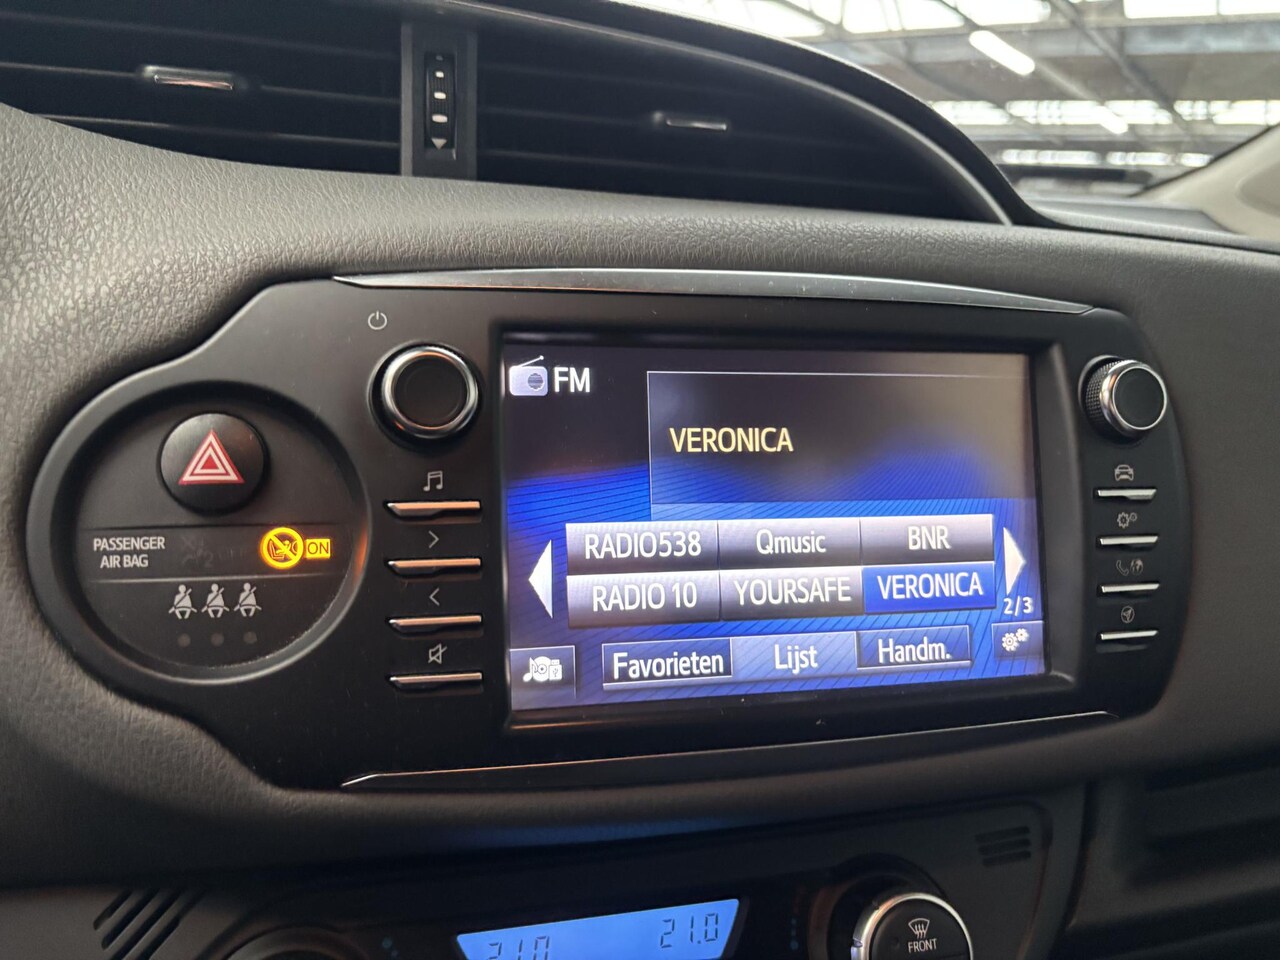 FM
VERONICA
RADIO538 Qmusic BNR
RADIO 10 YOURSAFE VERONICA
2/3
Favorieten Lijst Handm.
PASSENGER
AIR BAG
ON
21.0 21.0
FRONT